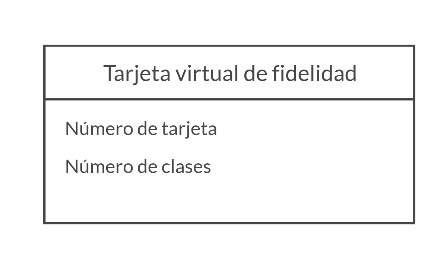 Tarjeta virtual de fidelidad
Número de tarjeta
Número de clases